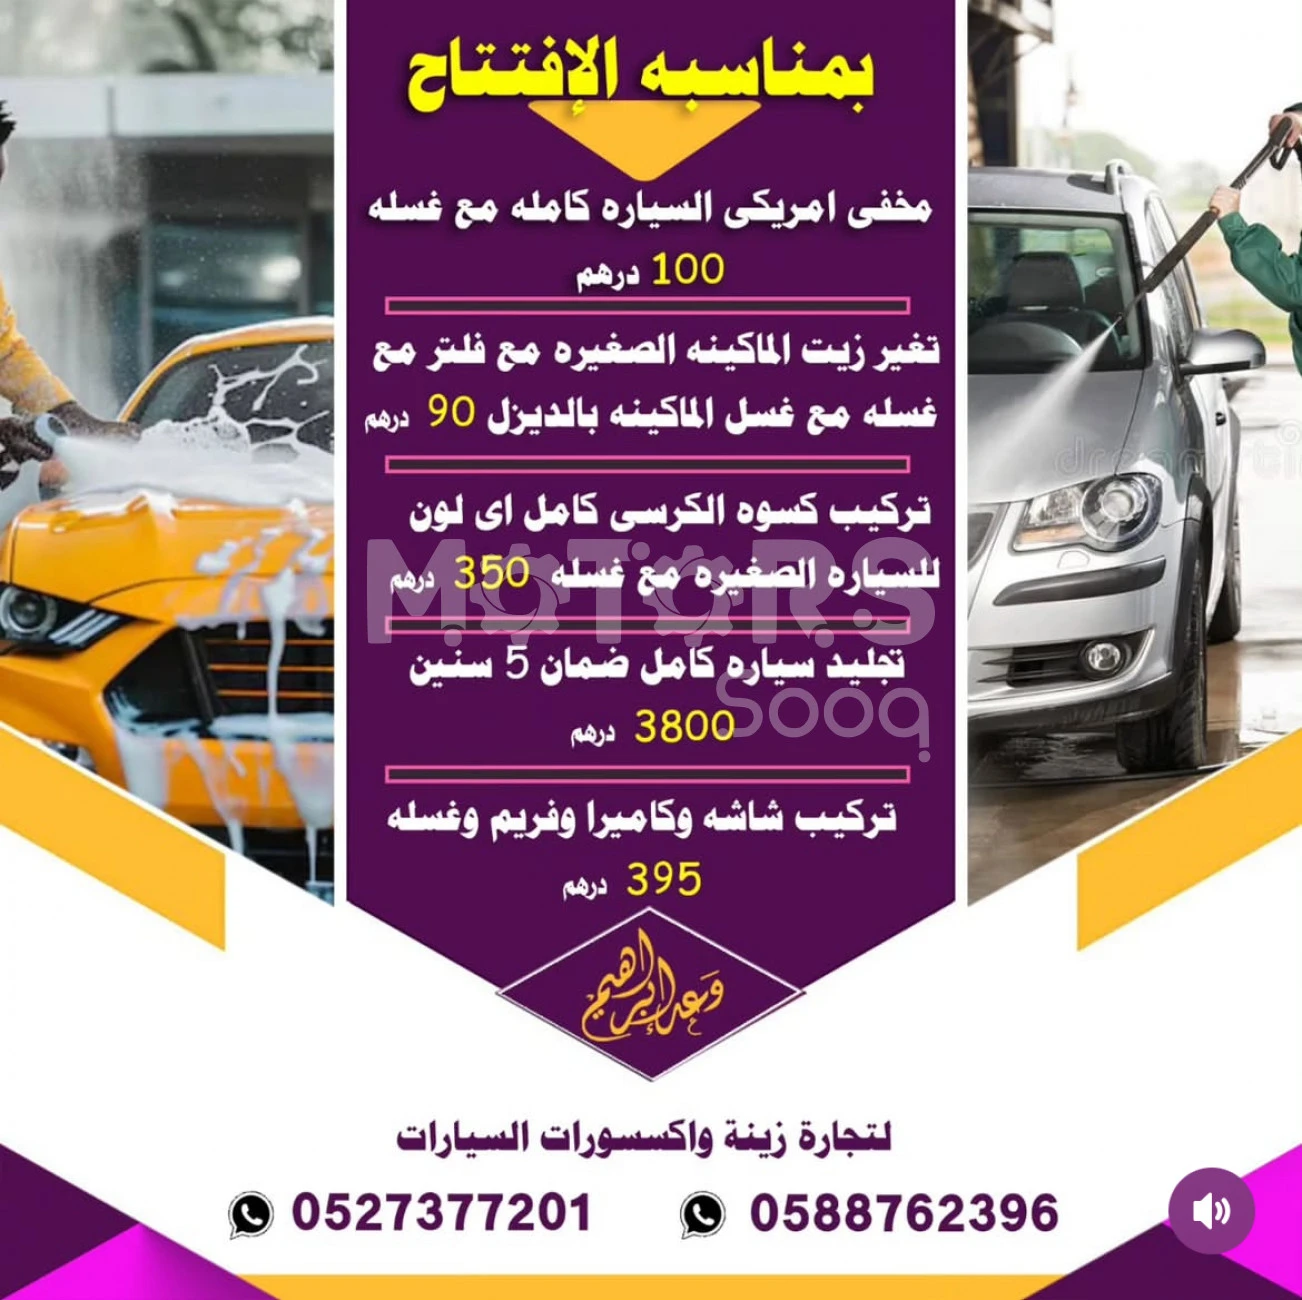 بمناسبه الإفتتاح
مخفى امريكى السياره كامله مع غسله
100 درهم
تغير زيت الماكينه الصغيره مع فلتر مع
غسله مع غسل الماكينه بالديزل 90 درهم
تركيب كسوه الكرسى كامل اى لون
للسياره الصغيره مع غسله 350 درهم
MOTORS
تجليد سياره كامل ضمان 5 سنين
Sooq
3800 درهم
تركيب شاشه وكاميرا وفريم وغسله
395 درهم
وعد إبراهيم
لتجارة زينة واكسسورات السيارات
0527377201
0588762396